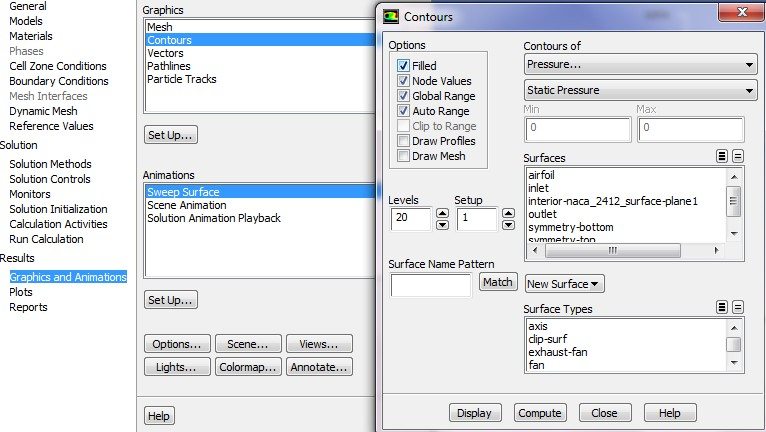 General
Models
Materials
Phases
Cell Zone Conditions
Boundary Conditions
Mesh Interfaces
Dynamic Mesh
Reference Values
Solution
Solution Methods
Solution Controls
Monitors
Solution Initialization
Calculation Activities
Run Calculation
Results
Graphics and Animations
Plots
Reports
Graphics
Mesh
Contours
Vectors
Pathlines
Particle Tracks
Set Up...
Animations
Sweep Surface
Scene Animation
Solution Animation Playback
Set Up...
Options... Scene... Views...
Lights... Colormap... Annotate...
Help
Contours
Options
Filled
Node Values
Global Range
Auto Range
Clip to Range
Draw Profiles
Draw Mesh
Levels Setup
20 1
Surface Name Pattern
Match
Contours of
Pressure...
Static Pressure
Min Max
0 0
Surfaces
airfoil
inlet
interior-naca_2412_surface-plane1
outlet
symmetry-bottom
symmetry-top
New Surface
Surface Types
axis
clip-surf
exhaust-fan
fan
Display Compute Close Help